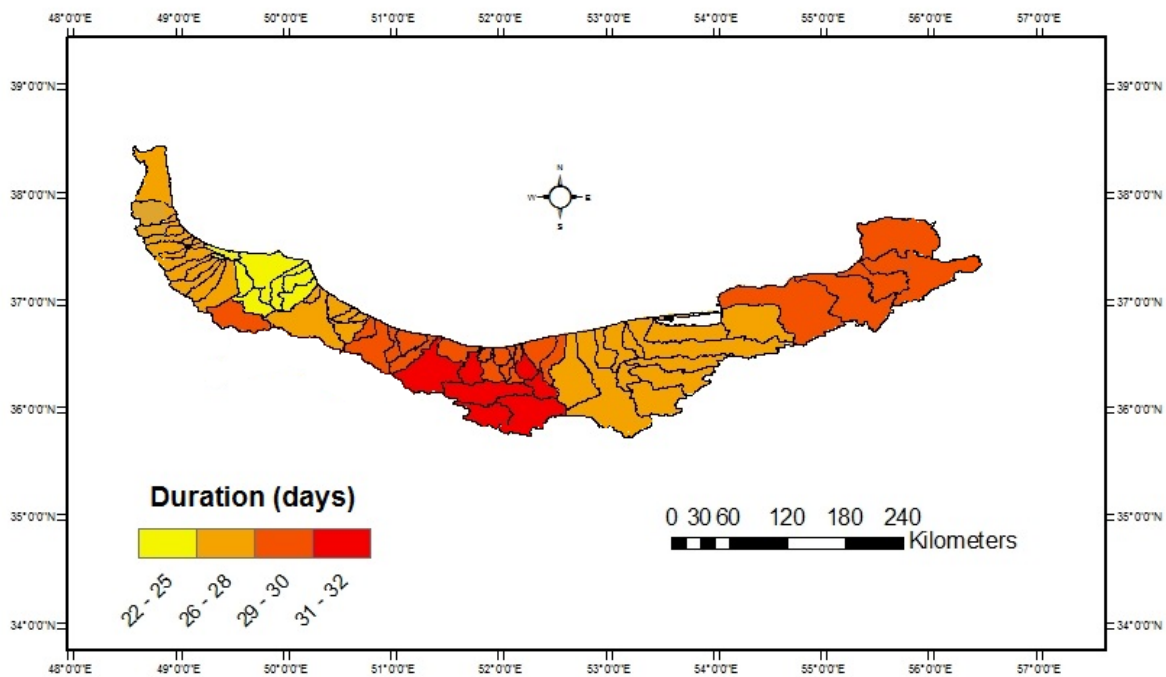 48°0'0"E 49°0'0"E 50°0'0"E 51°0'0"E 52°0'0"E 53°0'0"E 54°0'0"E 55°0'0"E 56°0'0"E 57°0'0"E
39°0'0"N 39°0'0"N
N
38°0'0"N W E 38°0'0"N
S
37°0'0"N 37°0'0"N
36°0'0"N 36°0'0"N
Duration (days)
35°0'0"N 0 30 60 120 180 240 35°0'0"N
Kilometers
22 - 25 26 - 28 29 - 30 31 - 32
34°0'0"N 34°0'0"N
48°0'0"E 49°0'0"E 50°0'0"E 51°0'0"E 52°0'0"E 53°0'0"E 54°0'0"E 55°0'0"E 56°0'0"E 57°0'0"E